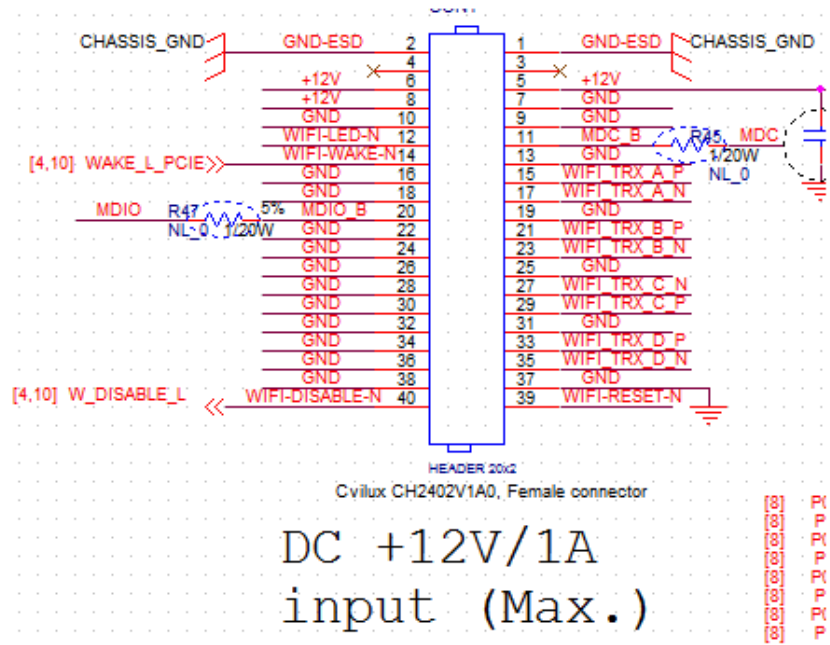 CON1
CHASSIS_GND GND-ESD 2 1 GND-ESD CHASSIS_GND
4 3
+12V 6 5 +12V
+12V 8 7 GND
GND 10 9 GND
WIFI-LED-N 12 11 MDC_B R45 MDC
[4,10] WAKE_L_PCIE WIFI-WAKE-N 14 13 GND 1/20W
GND 16 15 WIFI_TRX_A_P NL_0
GND 18 17 WIFI_TRX_A_N
MDIO R47 5% MDIO_B 20 19 GND
NL_0 1/20W GND 22 21 WIFI_TRX_B_P
GND 24 23 WIFI_TRX_B_N
GND 26 25 GND
GND 28 27 WIFI_TRX_C_N
GND 30 29 WIFI_TRX_C_P
GND 32 31 GND
GND 34 33 WIFI_TRX_D_P
GND 36 35 WIFI_TRX_D_N
GND 38 37 GND
[4,10] W_DISABLE_L WIFI-DISABLE-N 40 39 WIFI-RESET-N
HEADER 20x2
Cvilux CH2402V1A0, Female connector
DC +12V/1A
input (Max.)
[8]
[8]
[8]
[8]
[8]
[8]
[8]
[8]